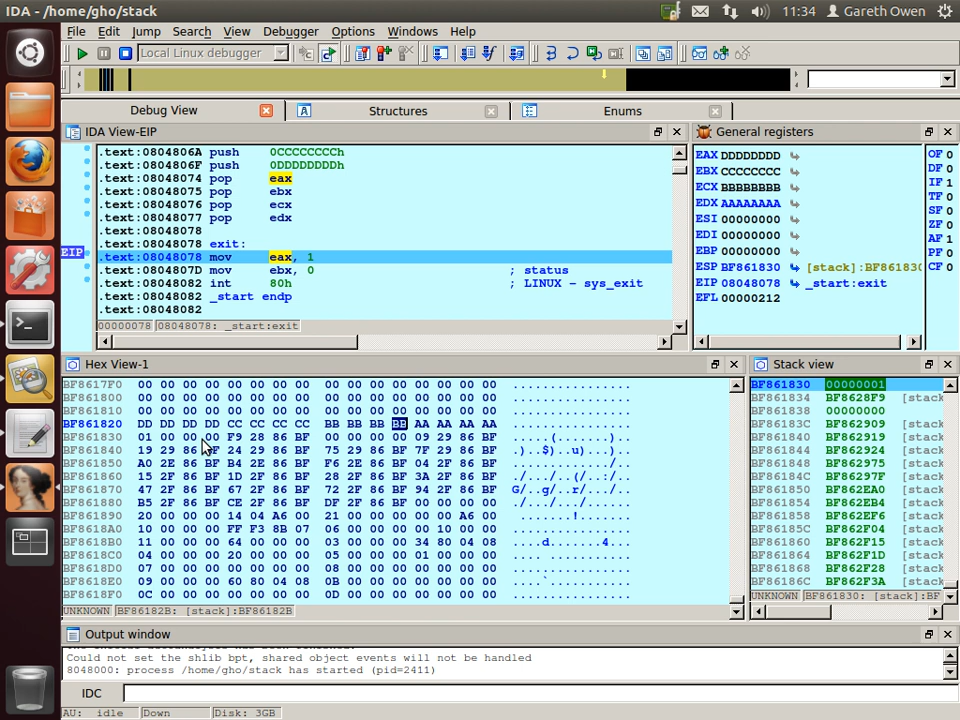 IDA - /home/gho/stack
11:34
Gareth Owen
File Edit Jump Search View Debugger Options Windows Help
Local Linux debugger
Debug View
Structures
Enums
IDA View-EIP
.text:0804806A push 0CCCCCCCCh
.text:0804806F push 0DDDDDDDDh
.text:08048074 pop eax
.text:08048075 pop ebx
.text:08048076 pop ecx
.text:08048077 pop edx
.text:08048078
.text:08048078 exit:
EIP
.text:08048078 mov eax, 1
.text:0804807D mov ebx, 0 ; status
.text:08048082 int 80h ; LINUX - sys_exit
.text:08048082 _start endp
.text:08048082
00000078 08048078: _start:exit
General registers
EAX DDDDDDDD
EBX CCCCCCCC
ECX BBBBBBBB
EDX AAAAAAAA
ESI 00000000
EDI 00000000
EBP 00000000
ESP BF861830 [stack]:BF861830
EIP 08048078 _start:exit
EFL 00000212
OF 0
DF 0
IF 1
TF 0
SF 0
ZF 0
AF 1
PF 0
CF 0
Hex View-1
BF8617F0 00 00 00 00 00 00 00 00 00 00 00 00 00 00 00 00 ................
BF861800 00 00 00 00 00 00 00 00 00 00 00 00 00 00 00 00 ................
BF861810 00 00 00 00 00 00 00 00 00 00 00 00 00 00 00 00 ................
BF861820 DD DD DD DD CC CC CC CC BB BB BB BB AA AA AA AA
BF861830 01 00 00 00 F9 28 86 BF 00 00 00 00 09 29 86 BF .....(.......)..
BF861840 19 29 86 BF 24 29 86 BF 75 29 86 BF 7F 29 86 BF .)..$)..u)...)..
BF861850 A0 2E 86 BF B4 2E 86 BF F6 2E 86 BF 04 2F 86 BF ............./..
BF861860 15 2F 86 BF 1D 2F 86 BF 28 2F 86 BF 3A 2F 86 BF ./.../..(/..:/..
BF861870 47 2F 86 BF 67 2F 86 BF 72 2F 86 BF 94 2F 86 BF G/..g/..r/.../..
BF861880 B5 2F 86 BF CE 2F 86 BF DF 2F 86 BF 00 00 00 00 ./.../.../......
BF861890 20 00 00 00 14 04 A6 00 21 00 00 00 00 00 A6 00 ........!.......
BF8618A0 10 00 00 00 FF F3 8B 07 06 00 00 00 00 10 00 00 ................
BF8618B0 11 00 00 00 64 00 00 00 03 00 00 00 34 80 04 08 ....d.......4...
BF8618C0 04 00 00 00 20 00 00 00 05 00 00 00 01 00 00 00 ................
BF8618D0 07 00 00 00 00 00 00 00 08 00 00 00 00 00 00 00 ................
BF8618E0 09 00 00 00 60 80 04 08 0B 00 00 00 00 00 00 00 ....`...........
BF8618F0 0C 00 00 00 00 00 00 00 0D 00 00 00 00 00 00 00 ................
UNKNOWN BF86182B: [stack]:BF86182B
Stack view
BF861830 00000001
BF861834 BF8628F9 [stack
BF861838 00000000
BF86183C BF862909 [stack
BF861840 BF862919 [stack
BF861844 BF862924 [stack
BF861848 BF862975 [stack
BF86184C BF86297F [stack
BF861850 BF862EA0 [stack
BF861854 BF862EB4 [stack
BF861858 BF862EF6 [stack
BF86185C BF862F04 [stack
BF861860 BF862F15 [stack
BF861864 BF862F1D [stack
BF861868 BF862F28 [stack
BF86186C BF862F3A [stack
UNKNOWN BF861830: [stack]:BF
Output window
Could not set the shlib bpt, shared object events will not be handled
8048000: process /home/gho/stack has started (pid=2411)
IDC
AU: idle Down Disk: 3GB